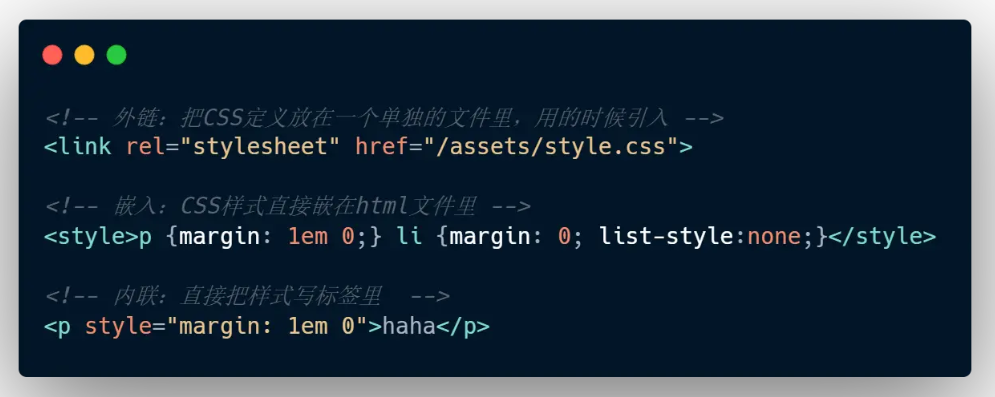 <!-- 外链：把CSS定义放在一个单独的文件里，用的时候引入 -->
<link rel="stylesheet" href="/assets/style.css">
<!-- 嵌入：CSS样式直接嵌在html文件里 -->
<style>p {margin: 1em 0;} li {margin: 0; list-style:none;}</style>
<!-- 内联：直接把样式写标签里  -->
<p style="margin: 1em 0">haha</p>